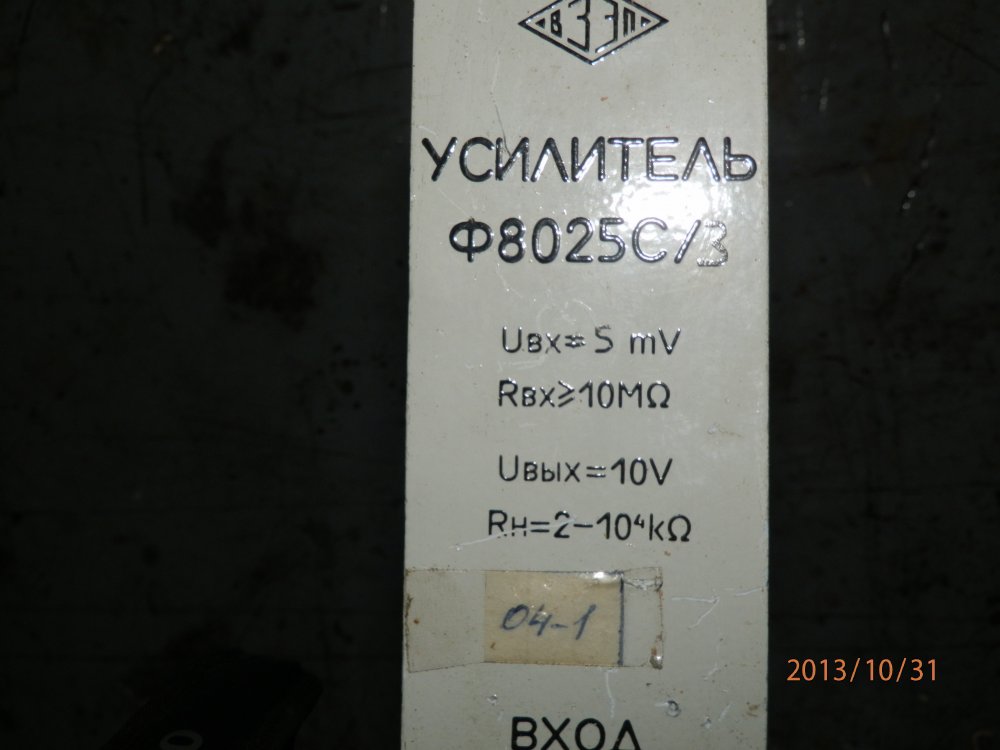 ВЗЭП
УСИЛИТЕЛЬ
Ф8025С/3
Uвх=5 mV
Rвх≥10MΩ
Uвых=10V
Rн=2–10⁴kΩ
04-1
2013/10/31
ВХОД